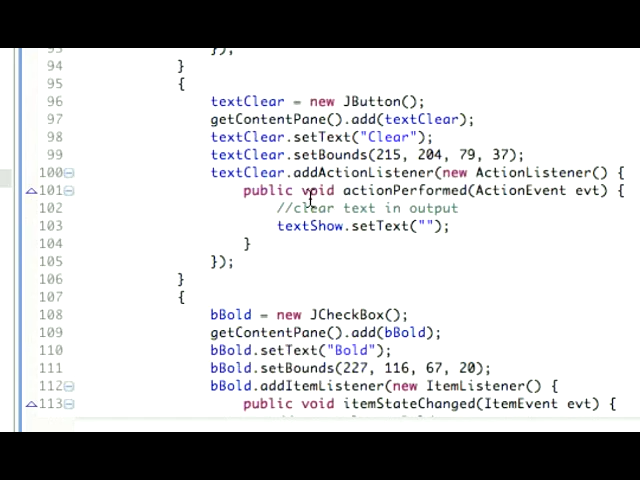 93 });
94 }
95 {
96 textClear = new JButton();
97 getContentPane().add(textClear);
98 textClear.setText("Clear");
99 textClear.setBounds(215, 204, 79, 37);
100 textClear.addActionListener(new ActionListener() {
101 public void actionPerformed(ActionEvent evt) {
102 //clear text in output
103 textShow.setText("");
104 }
105 });
106 }
107 {
108 bBold = new JCheckBox();
109 getContentPane().add(bBold);
110 bBold.setText("Bold");
111 bBold.setBounds(227, 116, 67, 20);
112 bBold.addItemListener(new ItemListener() {
113 public void itemStateChanged(ItemEvent evt) {